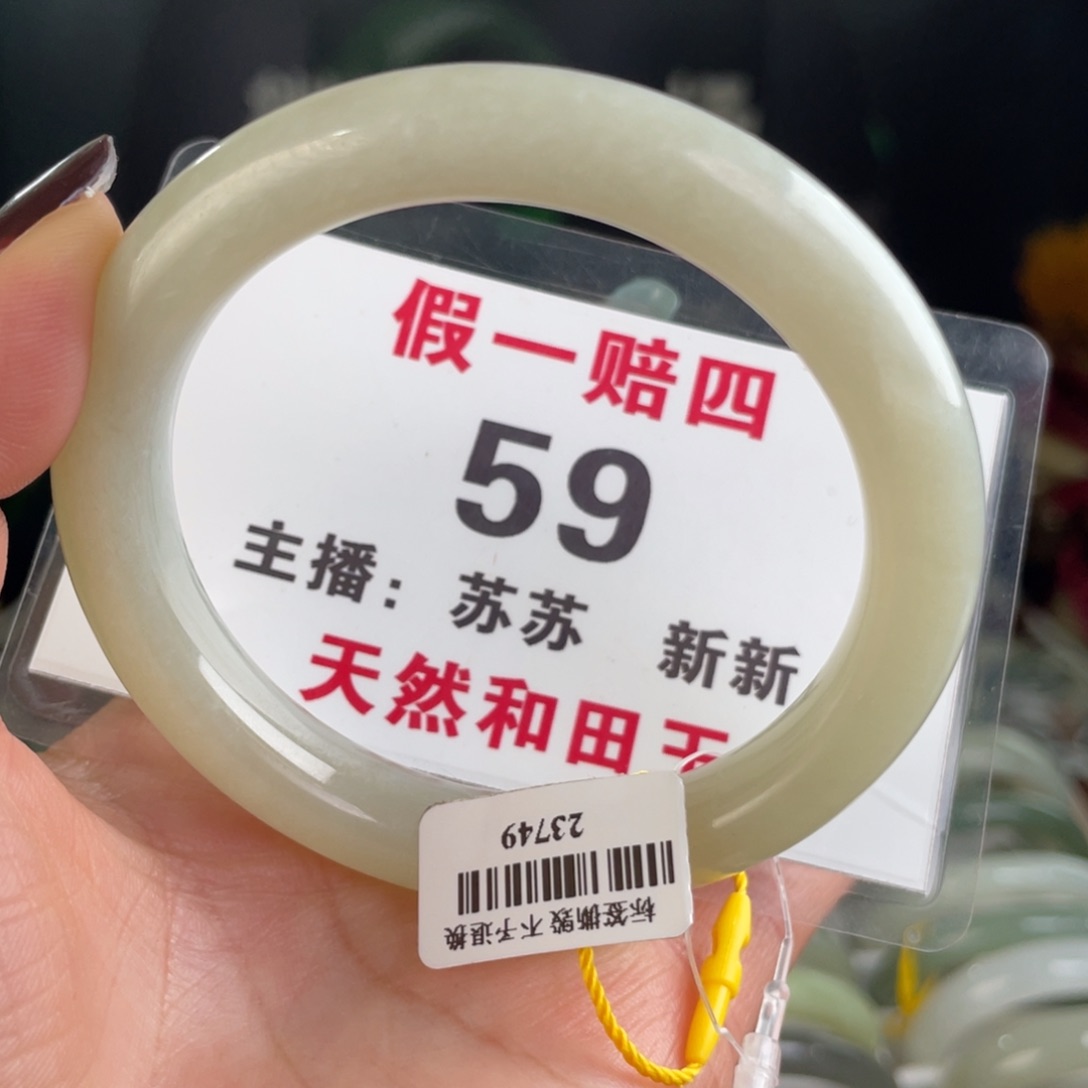 假一赔四
59
主播：苏苏 新新
天然和田玉
23749
标签撕毁 不予退换